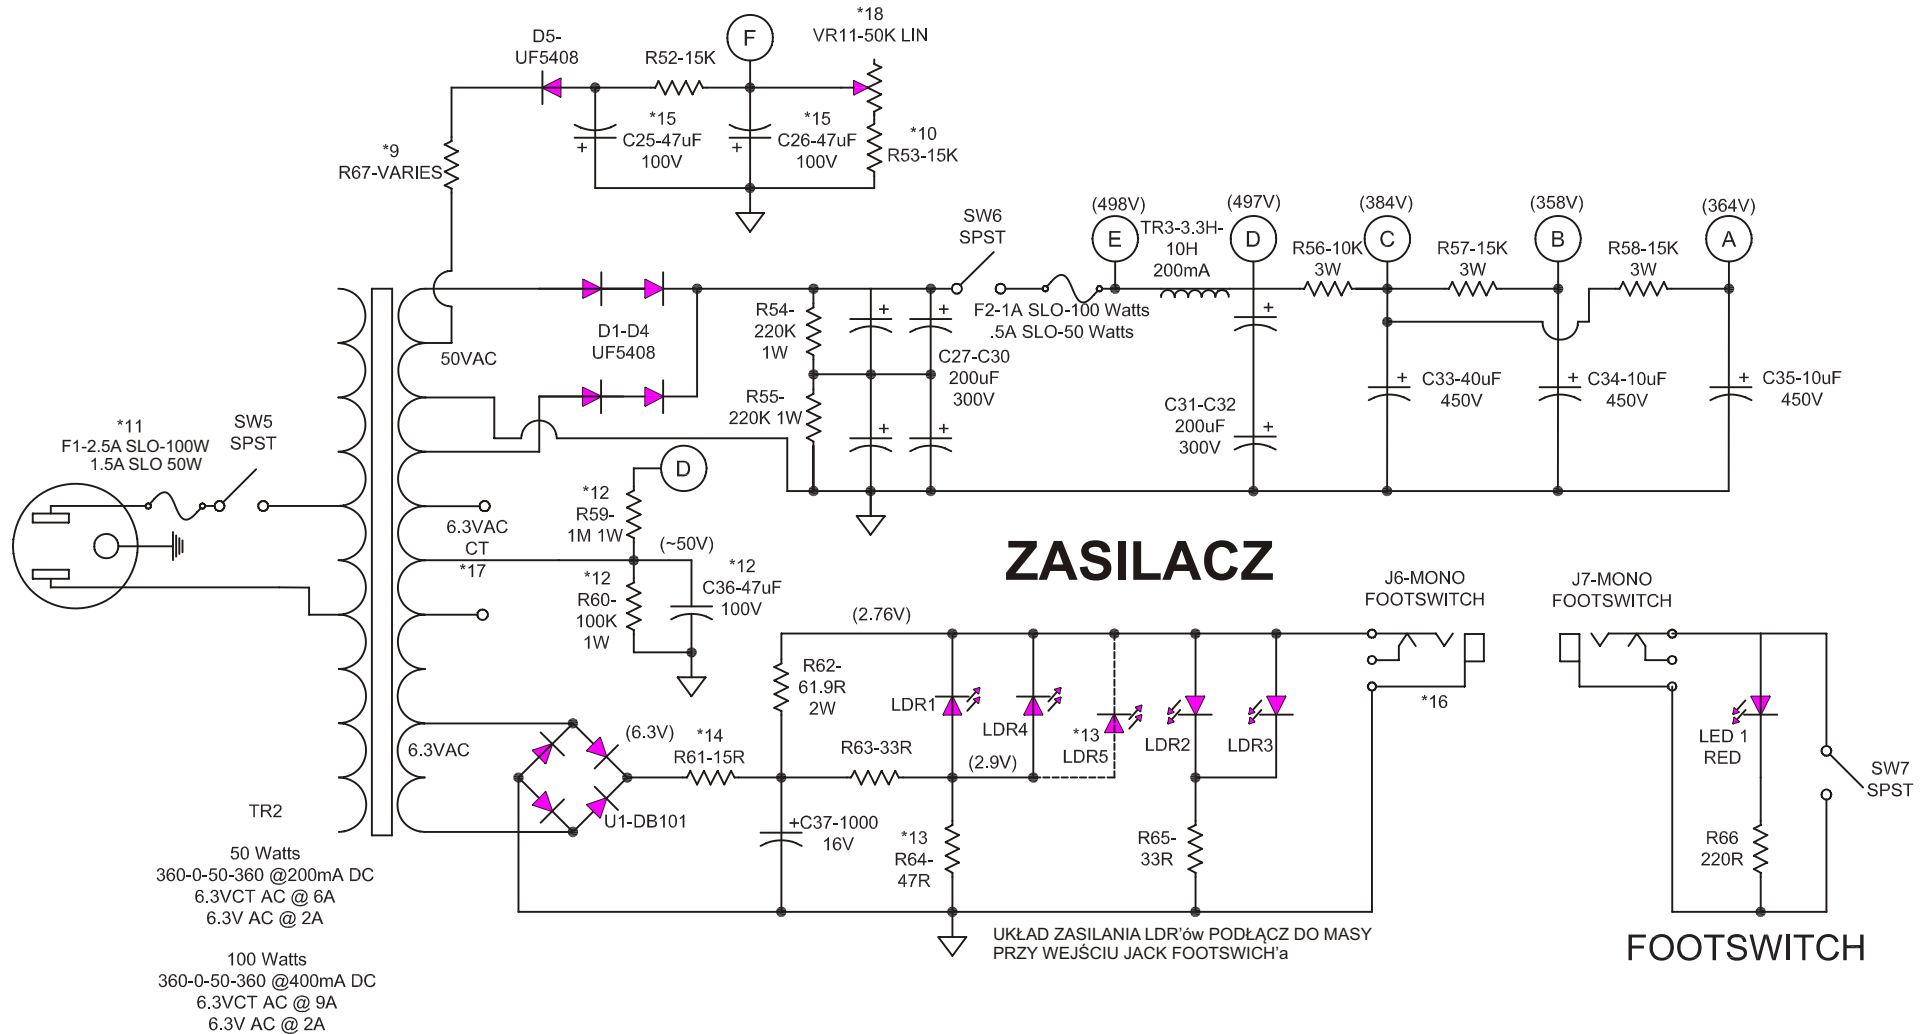 *18
VR11-50K LIN
D5-
UF5408
R52-15K
F
*15
C25-47uF
100V
+
*15
C26-47uF
100V
+
*10
R53-15K
*9
R67-VARIES
SW6
SPST
(498V)
E
TR3-3.3H-
10H
200mA
(497V)
D
R56-10K
3W
(384V)
C
R57-15K
3W
(358V)
B
R58-15K
3W
(364V)
A
50VAC
D1-D4
UF5408
R54-
220K
1W
+
+
F2-1A SLO-100 Watts
.5A SLO-50 Watts
+
C27-C30
200uF
300V
R55-
220K 1W
+
+
C31-C32
200uF
300V
+
+
C33-40uF
450V
+
C34-10uF
450V
+
C35-10uF
450V
*11
F1-2.5A SLO-100W
1.5A SLO 50W
SW5
SPST
D
*12
R59-
1M 1W
6.3VAC
CT
*17
(~50V)
*12
R60-
100K
1W
*12
C36-47uF
100V
ZASILACZ
J6-MONO
FOOTSWITCH
J7-MONO
FOOTSWITCH
(2.76V)
R62-
61.9R
2W
LDR1
LDR4
*13
LDR5
LDR2
LDR3
*16
LED 1
RED
SW7
SPST
6.3VAC
(6.3V)
*14
R61-15R
R63-33R
(2.9V)
U1-DB101
+C37-1000
16V
*13
R64-
47R
R65-
33R
R66
220R
TR2
50 Watts
360-0-50-360 @200mA DC
6.3VCT AC @ 6A
6.3V AC @ 2A
100 Watts
360-0-50-360 @400mA DC
6.3VCT AC @ 9A
6.3V AC @ 2A
UKŁAD ZASILANIA LDR'ów PODŁĄCZ DO MASY
PRZY WEJŚCIU JACK FOOTSWICH'a
FOOTSWITCH